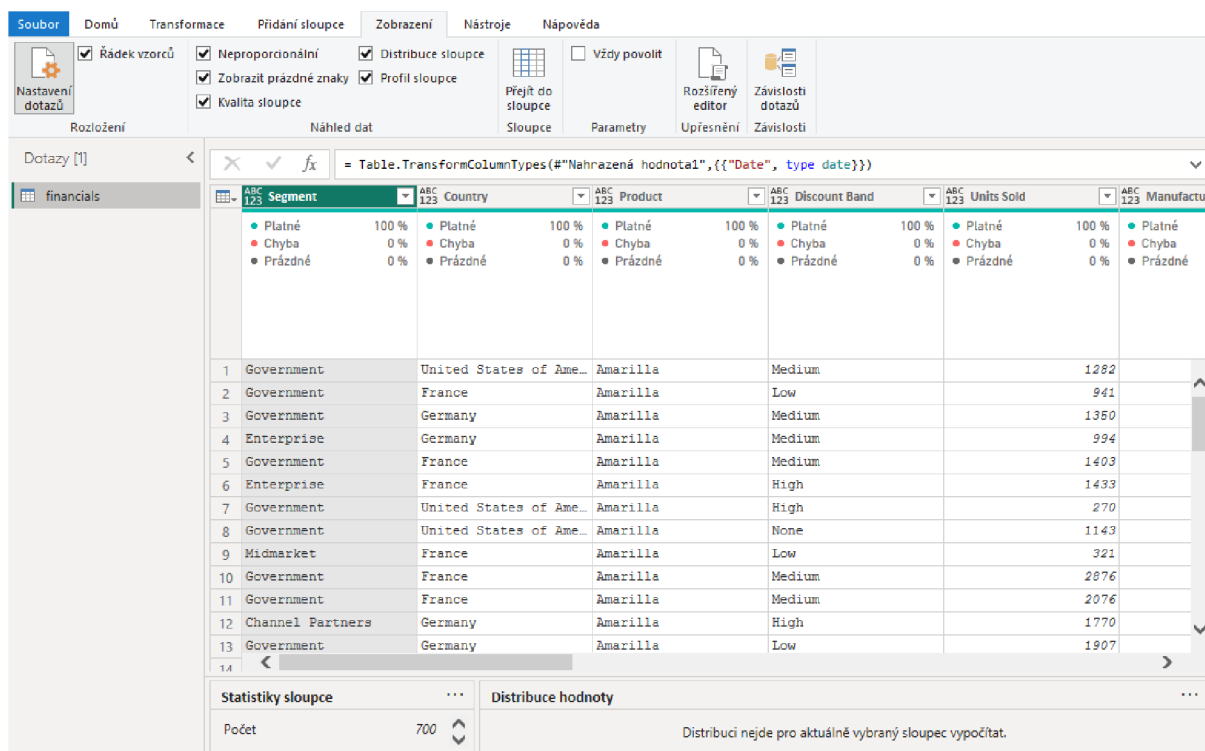 Soubor Domů Transformace Přidání sloupce Zobrazení Nástroje Nápověda
Nastavení dotazů
Řádek vzorců
Rozložení
Neproporcionální
Zobrazit prázdné znaky
Kvalita sloupce
Distribuce sloupce
Profil sloupce
Náhled dat
Přejít do sloupce
Sloupce
Vždy povolit
Parametry
Rozšířený editor
Upřesnění
Závislosti dotazů
Závislosti
Dotazy [1]
financials
fx = Table.TransformColumnTypes(#"Nahrazená hodnota1",{{"Date", type date}})
ABC 123 Segment ABC 123 Country ABC 123 Product ABC 123 Discount Band ABC 123 Units Sold ABC 123 Manufactu
Platné 100 % Platné 100 % Platné 100 % Platné 100 % Platné 100 % Platné
Chyba 0 % Chyba 0 % Chyba 0 % Chyba 0 % Chyba 0 % Chyba
Prázdné 0 % Prázdné 0 % Prázdné 0 % Prázdné 0 % Prázdné 0 % Prázdné
1 Government United States of Ame… Amarilla Medium 1282
2 Government France Amarilla Low 941
3 Government Germany Amarilla Medium 1350
4 Enterprise Germany Amarilla Medium 994
5 Government France Amarilla Medium 1403
6 Enterprise France Amarilla High 1433
7 Government United States of Ame… Amarilla High 270
8 Government United States of Ame… Amarilla None 1143
9 Midmarket France Amarilla Low 321
10 Government France Amarilla Medium 2876
11 Government France Amarilla Medium 2076
12 Channel Partners Germany Amarilla High 1770
13 Government Germany Amarilla Low 1907
14
Statistiky sloupce ... Distribuce hodnoty ...
Počet 700 Distribuci nejde pro aktuálně vybraný sloupec vypočítat.